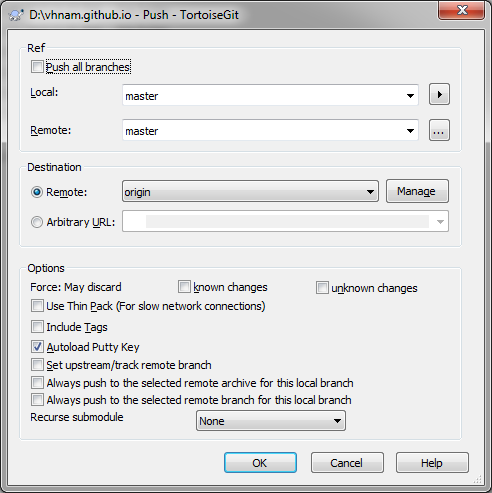 D:\vhnam.github.io - Push - TortoiseGit
Ref
Push all branches
Local:
master
Remote:
master
...
Destination
Remote:
origin
Manage
Arbitrary URL:
Options
Force: May discard
known changes
unknown changes
Use Thin Pack (For slow network connections)
Include Tags
Autoload Putty Key
Set upstream/track remote branch
Always push to the selected remote archive for this local branch
Always push to the selected remote branch for this local branch
Recurse submodule
None
OK
Cancel
Help